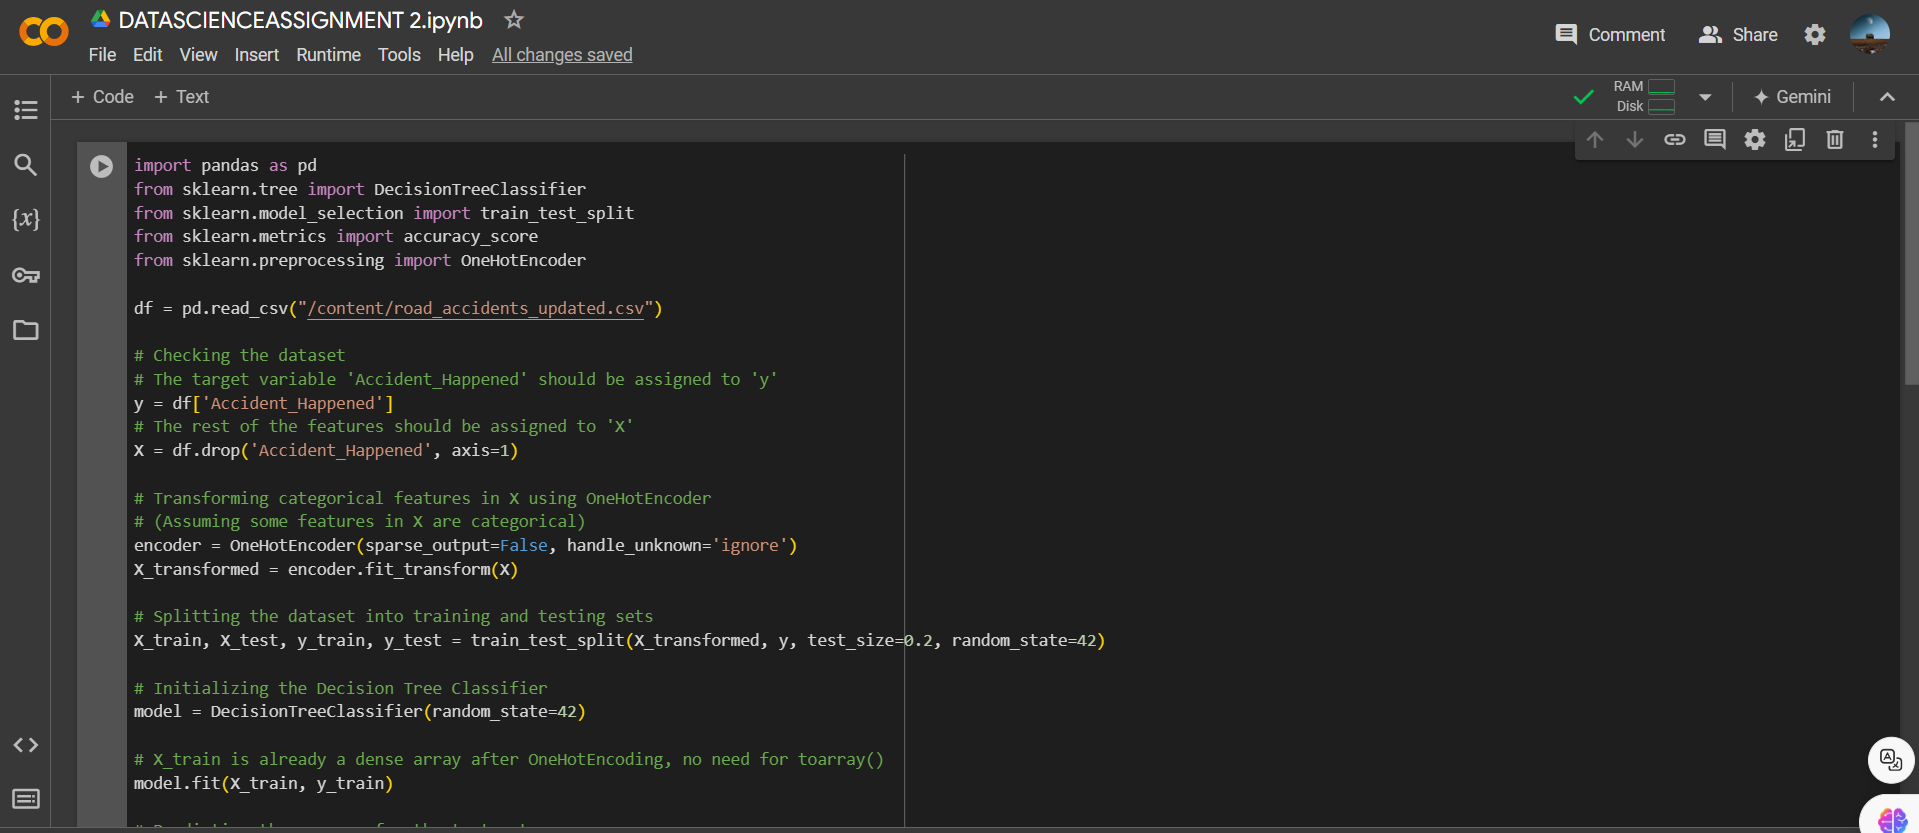 DATASCIENCEASSIGNMENT 2.ipynb
Comment
Share
File Edit View Insert Runtime Tools Help All changes saved
+ Code + Text
RAM
Disk
Gemini
import pandas as pd
from sklearn.tree import DecisionTreeClassifier
from sklearn.model_selection import train_test_split
from sklearn.metrics import accuracy_score
from sklearn.preprocessing import OneHotEncoder
df = pd.read_csv("/content/road_accidents_updated.csv")
# Checking the dataset
# The target variable 'Accident_Happened' should be assigned to 'y'
y = df['Accident_Happened']
# The rest of the features should be assigned to 'X'
X = df.drop('Accident_Happened', axis=1)
# Transforming categorical features in X using OneHotEncoder
# (Assuming some features in X are categorical)
encoder = OneHotEncoder(sparse_output=False, handle_unknown='ignore')
X_transformed = encoder.fit_transform(X)
# Splitting the dataset into training and testing sets
X_train, X_test, y_train, y_test = train_test_split(X_transformed, y, test_size=0.2, random_state=42)
# Initializing the Decision Tree Classifier
model = DecisionTreeClassifier(random_state=42)
# X_train is already a dense array after OneHotEncoding, no need for toarray()
model.fit(X_train, y_train)